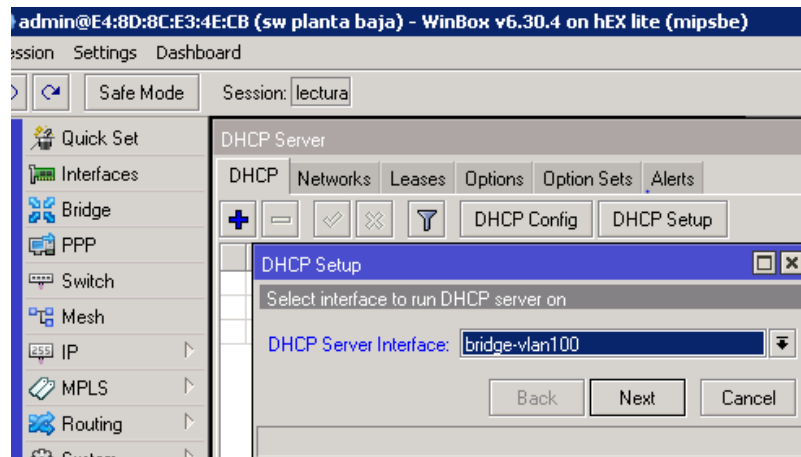 admin@E4:8D:8C:E3:4E:CB (sw planta baja) - WinBox v6.30.4 on hEX lite (mipsbe)
ession Settings Dashboard
Safe Mode Session: lectura
Quick Set
Interfaces
Bridge
PPP
Switch
Mesh
255 IP
MPLS
Routing
System
DHCP Server
DHCP Networks Leases Options Option Sets Alerts
DHCP Config DHCP Setup
DHCP Setup
Select interface to run DHCP server on
DHCP Server Interface: bridge-vlan100
Back Next Cancel